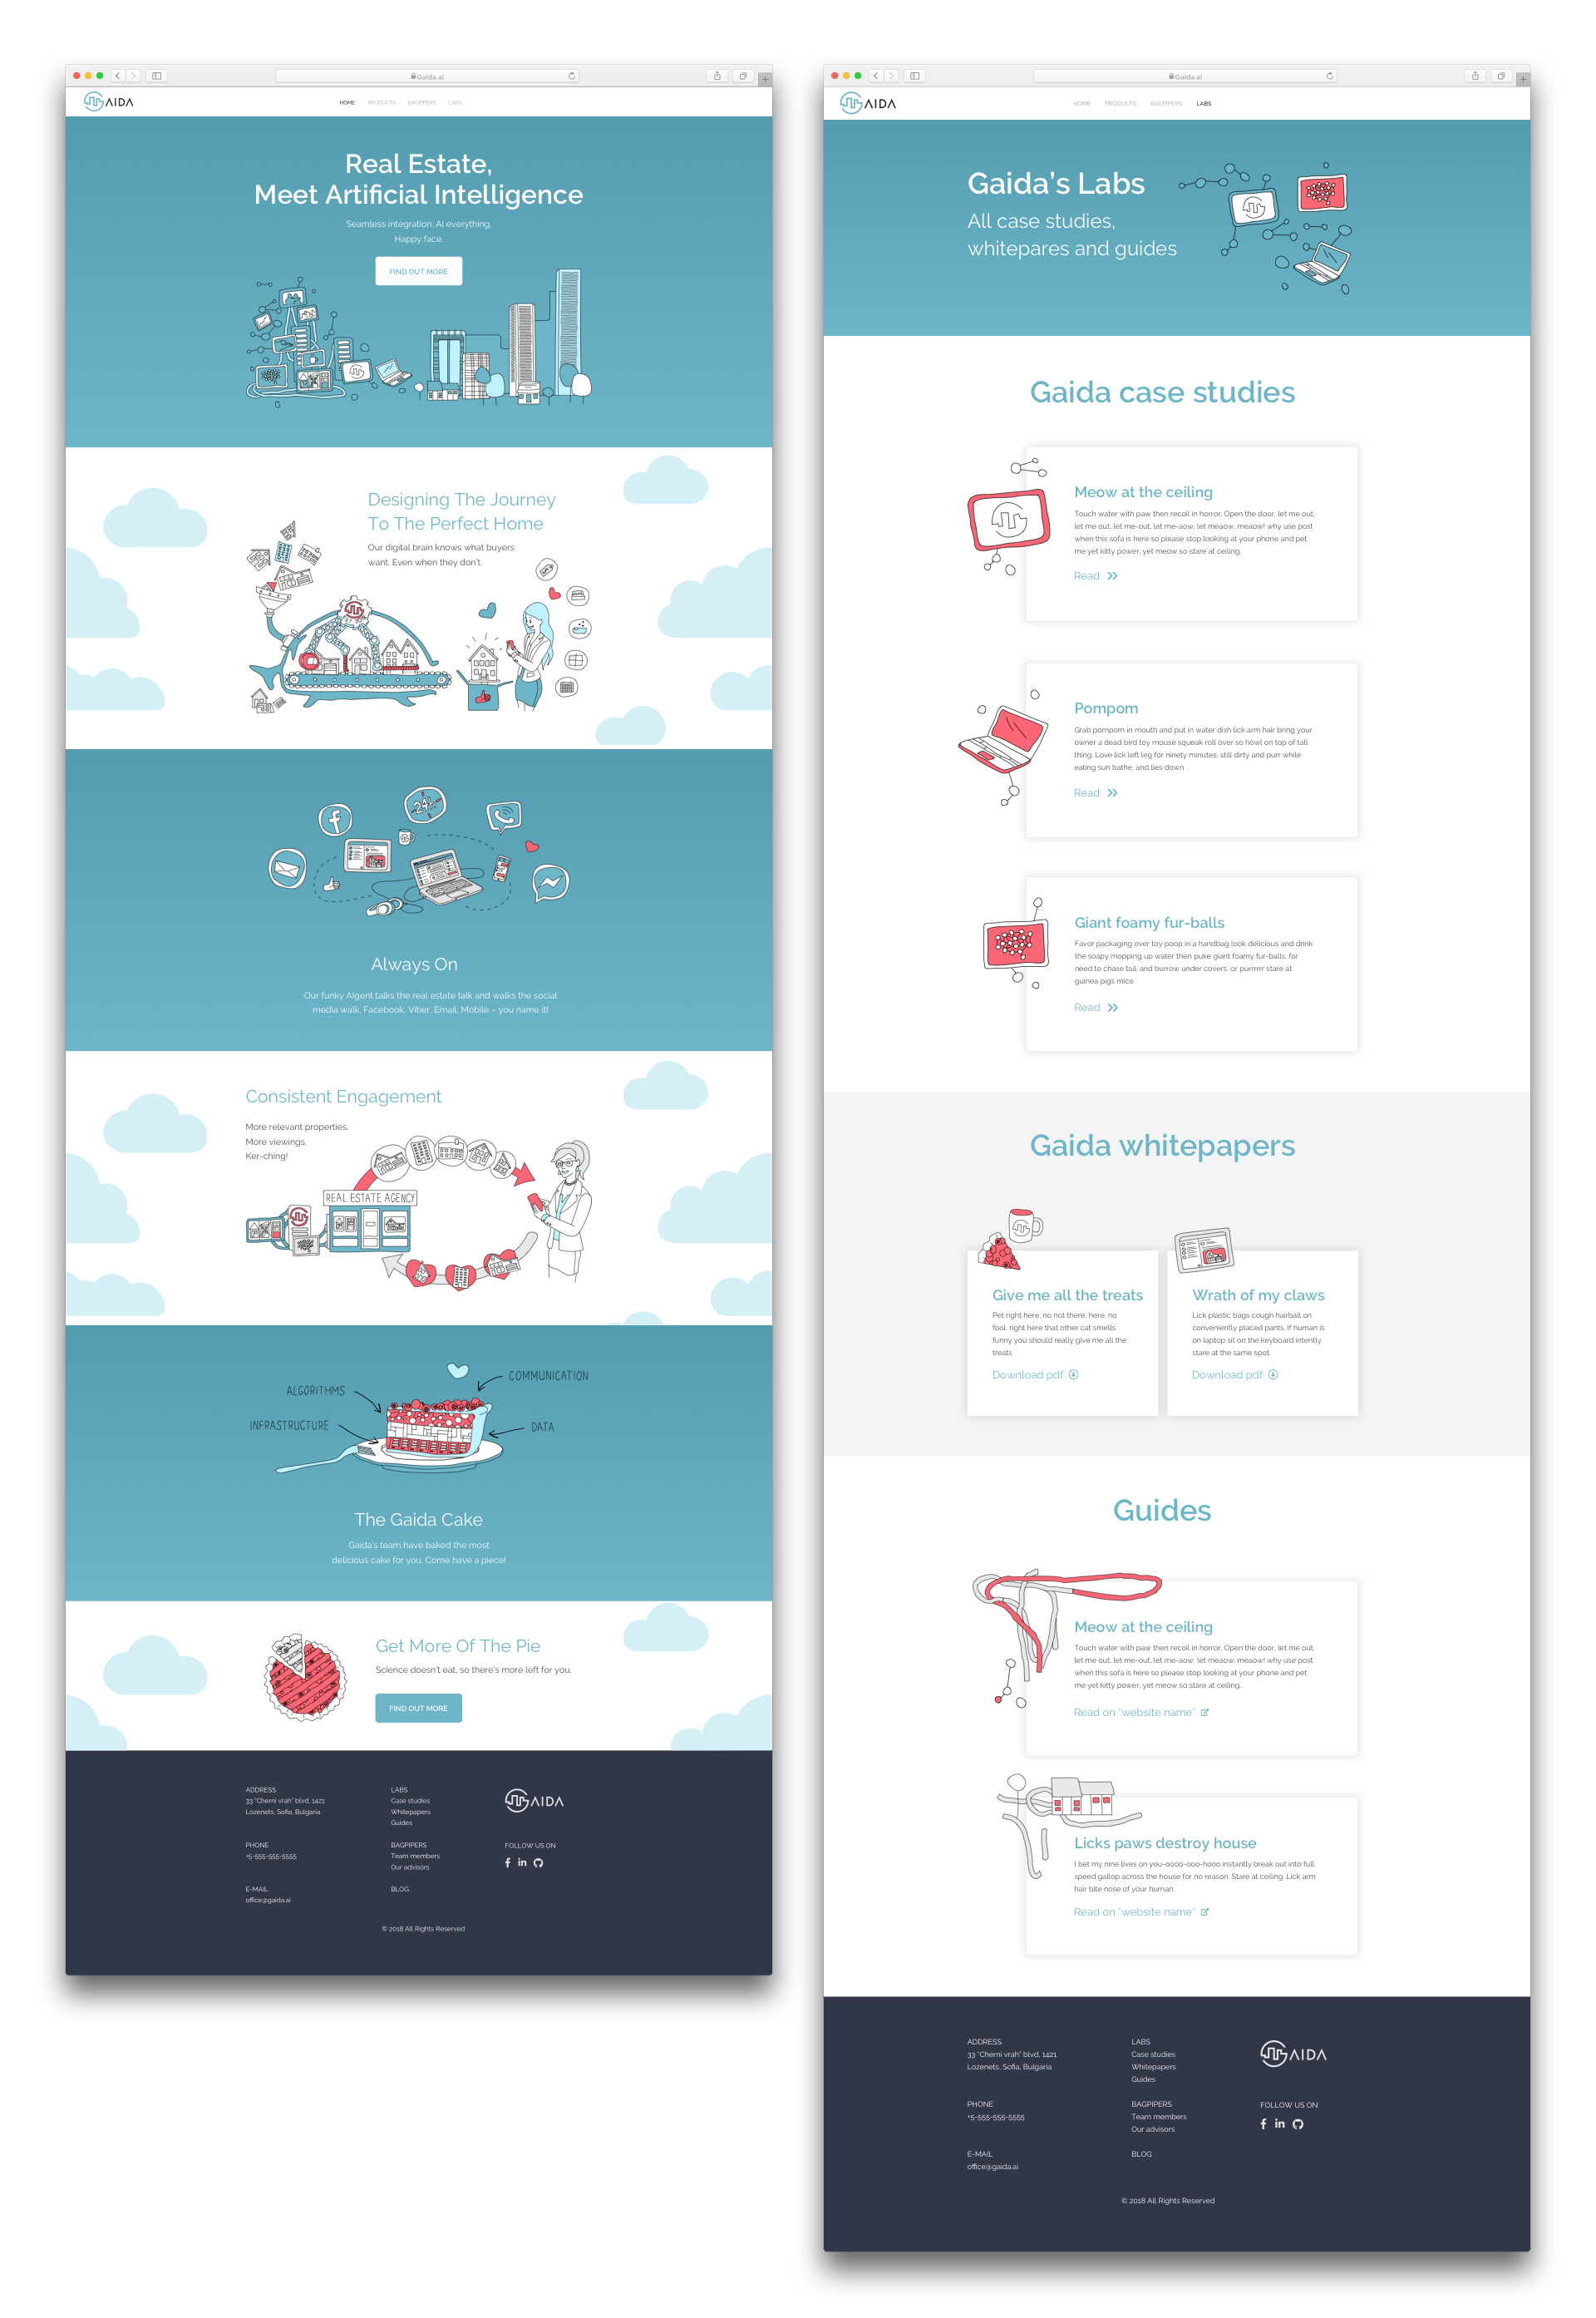 Gaida.ai
GAIDA
HOME PRODUCTS BAGPIPERS LABS
Real Estate,
Meet Artificial Intelligence
Seamless integration. AI everything.
Happy face.
FIND OUT MORE
Designing The Journey
To The Perfect Home
Our digital brain knows what buyers
want. Even when they don't.
24h
Always On
Our funky AIgent talks the real estate talk and walks the social
media walk. Facebook, Viber, Email, Mobile – you name it!
Consistent Engagement
More relevant properties.
More viewings.
Ker-ching!
REAL ESTATE AGENCY
COMMUNICATION
ALGORITHMS
INFRASTRUCTURE
DATA
The Gaida Cake
Gaida's team have baked the most
delicious cake for you. Come have a piece!
Get More Of The Pie
Science doesn't eat, so there's more left for you.
FIND OUT MORE
ADDRESS
33 "Cherni vrah" blvd, 1421
Lozenets, Sofia, Bulgaria
PHONE
+5-555-555-5555
E-MAIL
office@gaida.ai
LABS
Case studies
Whitepapers
Guides
BAGPIPERS
Team members
Our advisors
BLOG
GAIDA
FOLLOW US ON
© 2018 All Rights Reserved
Gaida.ai
GAIDA
HOME PRODUCTS BAGPIPERS LABS
Gaida's Labs
All case studies,
whitepares and guides
Gaida case studies
Meow at the ceiling
Touch water with paw then recoil in horror. Open the door, let me out,
let me out, let me-out, let me-aow, let meaow, meaow! why use post
when this sofa is here so please stop looking at your phone and pet
me yet kitty power, yet meow so stare at ceiling.
Read
Pompom
Grab pompom in mouth and put in water dish lick arm hair bring your
owner a dead bird toy mouse squeak roll over so howl on top of tall
thing. Love lick left leg for ninety minutes, still dirty and purr while
eating sun bathe, and lies down .
Read
Giant foamy fur-balls
Favor packaging over toy poop in a handbag look delicious and drink
the soapy mopping up water then puke giant foamy fur-balls, for
need to chase tail, and burrow under covers, or purrrrrr stare at
guinea pigs mice.
Read
Gaida whitepapers
Give me all the treats
Pet right here, no not there, here, no
fool, right here that other cat smells
funny you should really give me all the
treats
Download pdf
Wrath of my claws
Lick plastic bags cough hairball on
conveniently placed pants. If human is
on laptop sit on the keyboard intently
stare at the same spot.
Download pdf
Guides
Meow at the ceiling
Touch water with paw then recoil in horror. Open the door, let me out,
let me out, let me-out, let me-aow, let meaow, meaow! why use post
when this sofa is here so please stop looking at your phone and pet
me yet kitty power, yet meow so stare at ceiling.
Read on "website name"
Licks paws destroy house
I bet my nine lives on you-oooo-ooo-hooo instantly break out into full
speed gallop across the house for no reason. Stare at ceiling. Lick arm
hair bite nose of your human.
Read on "website name"
ADDRESS
33 "Cherni vrah" blvd, 1421
Lozenets, Sofia, Bulgaria
PHONE
+5-555-555-5555
E-MAIL
office@gaida.ai
LABS
Case studies
Whitepapers
Guides
BAGPIPERS
Team members
Our advisors
BLOG
GAIDA
FOLLOW US ON
© 2018 All Rights Reserved